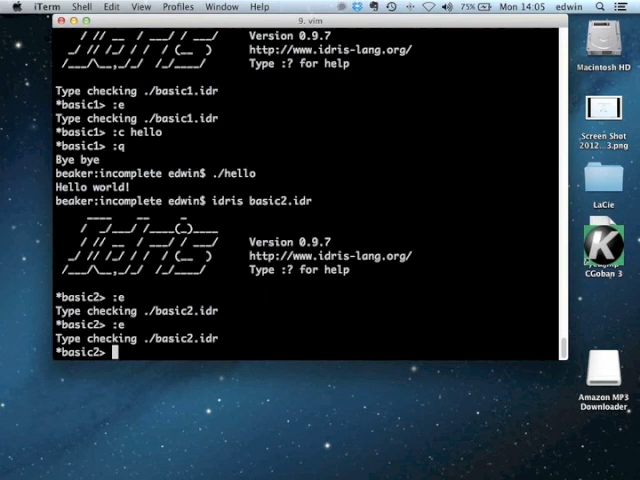 iTerm Shell Edit View Profiles Window Help 75% Mon 14:05 edwin
9. vim
Version 0.9.7
http://www.idris-lang.org/
Type :? for help
Type checking ./basic1.idr
*basic1> :e
Type checking ./basic1.idr
*basic1> :c hello
*basic1> :q
Bye bye
beaker:incomplete edwin$ ./hello
Hello world!
beaker:incomplete edwin$ idris basic2.idr
Version 0.9.7
http://www.idris-lang.org/
Type :? for help
*basic2> :e
Type checking ./basic2.idr
*basic2> :e
Type checking ./basic2.idr
*basic2>
Macintosh HD
Screen Shot
2012...3.png
LaCie
K
CGoban 3
Amazon MP3
Downloader